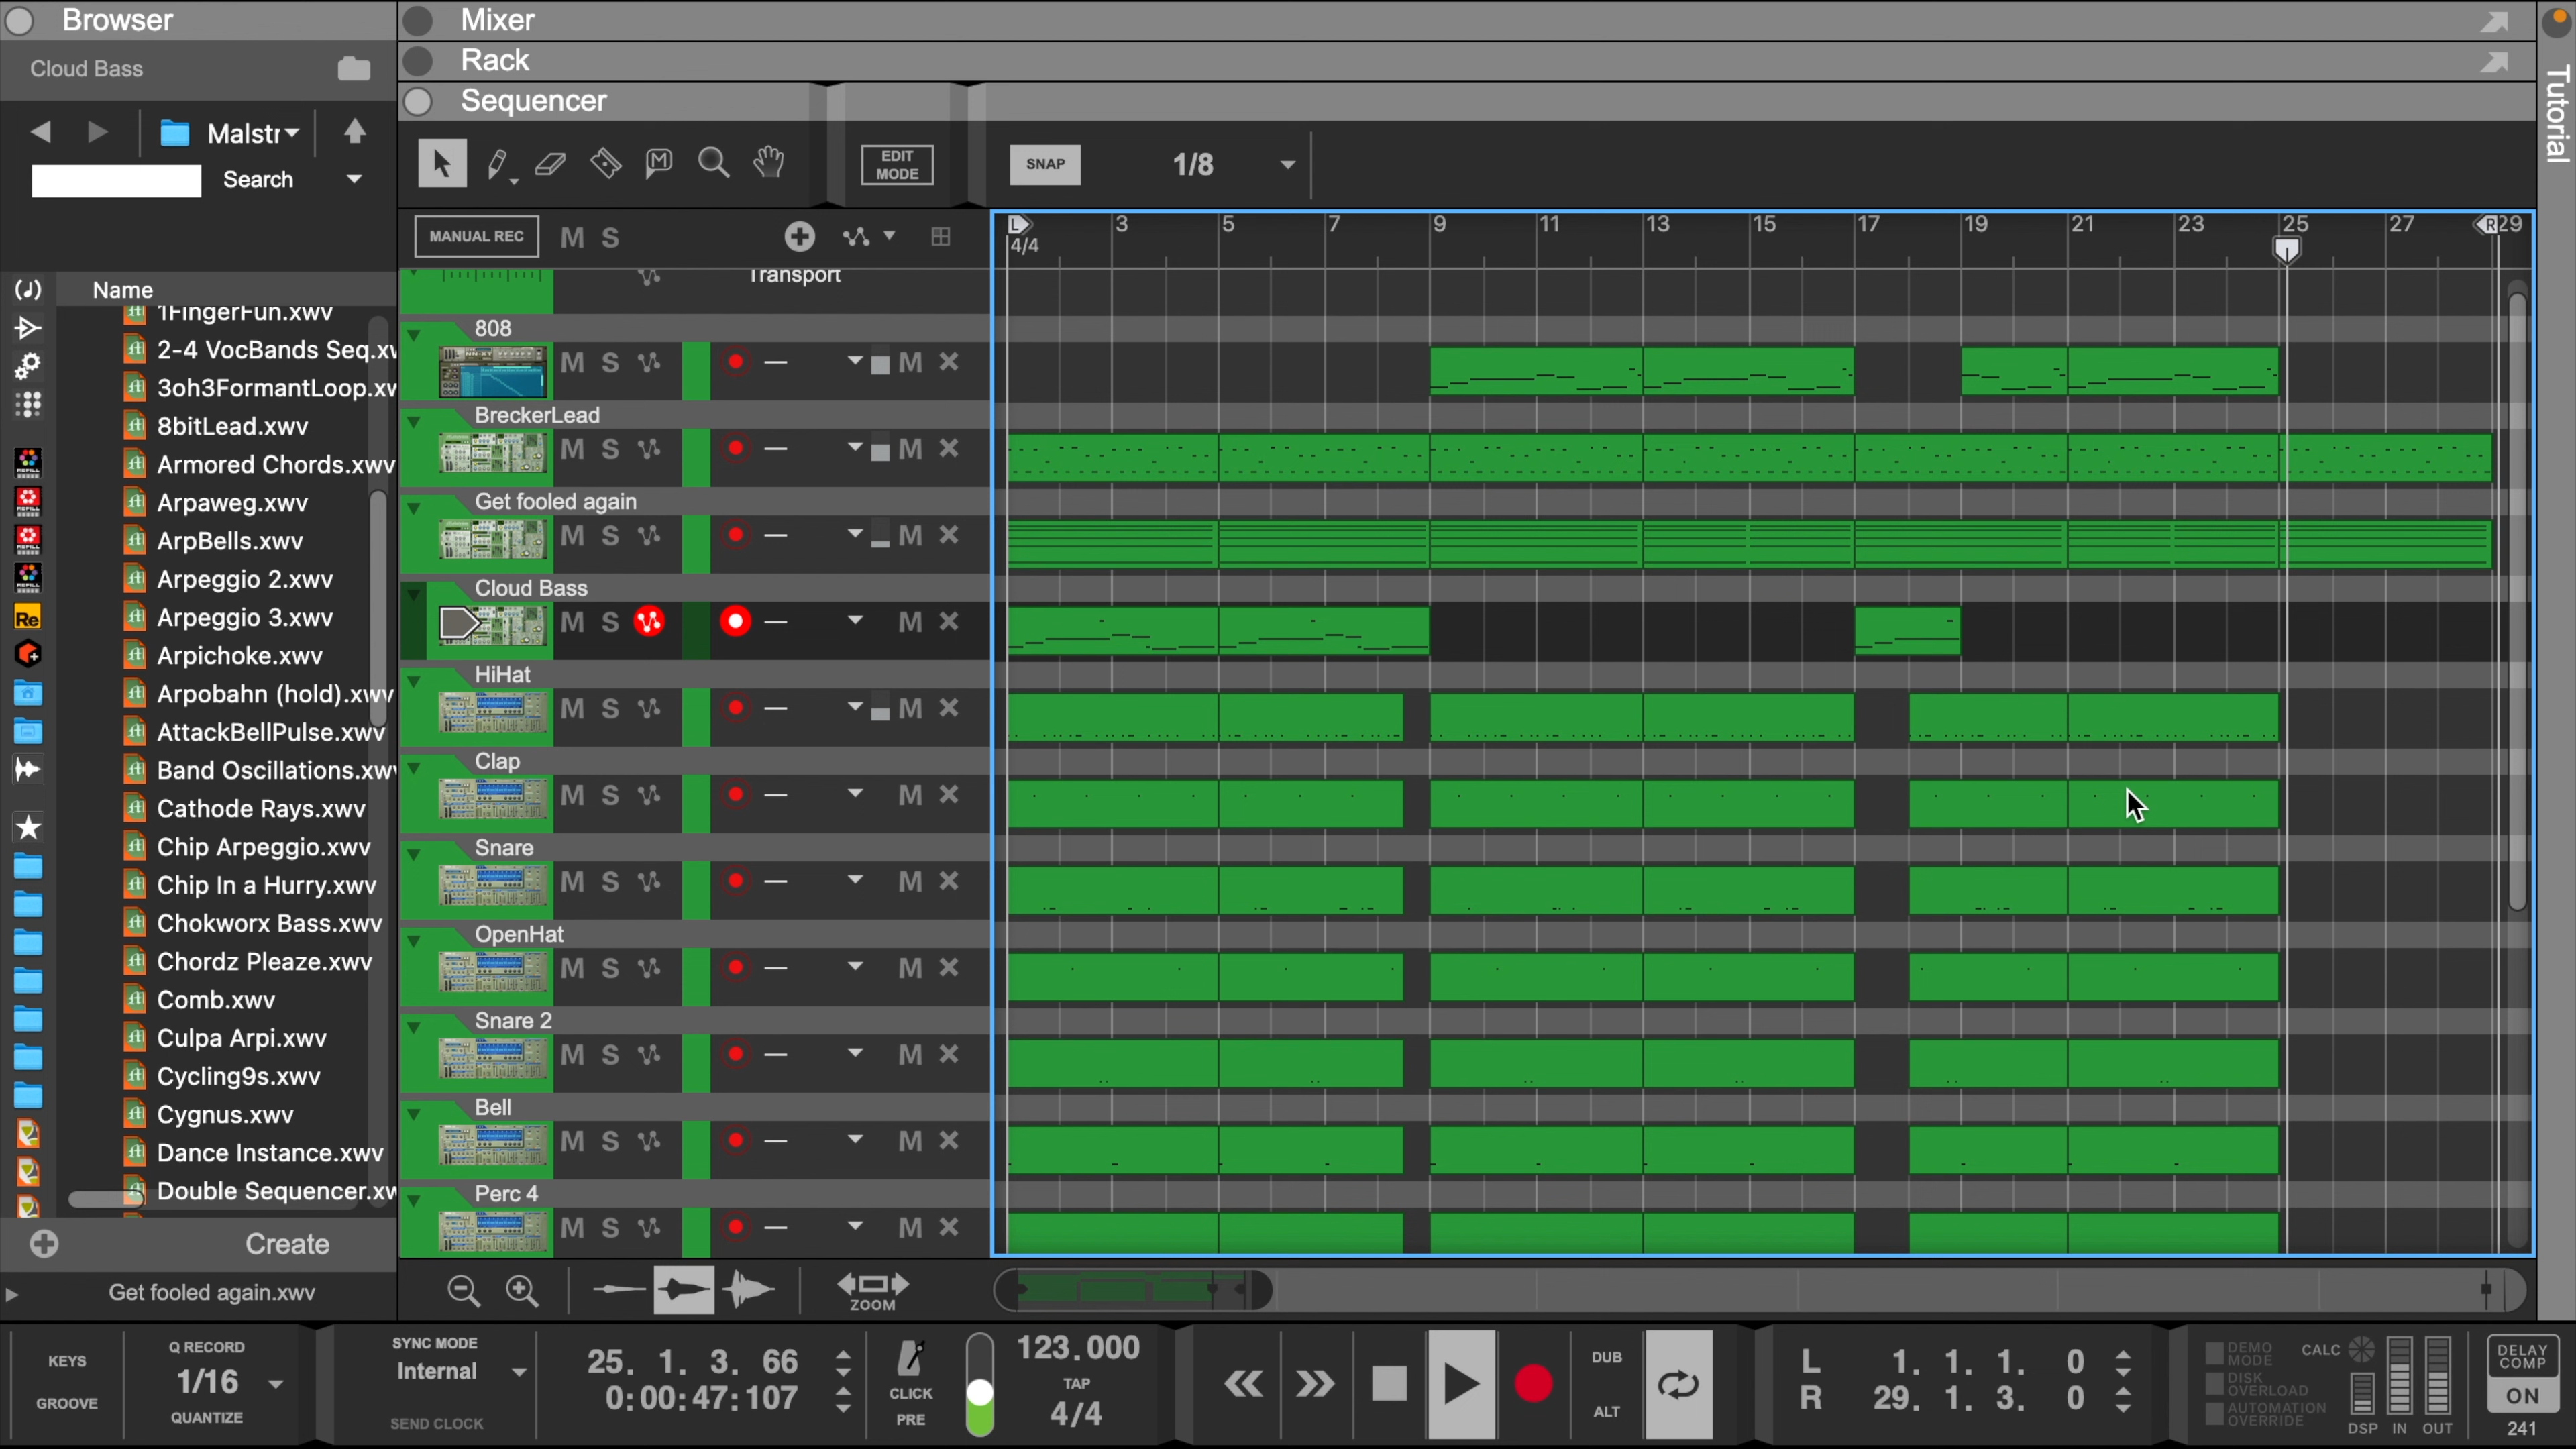 Browser
Mixer
Rack
Sequencer
Tutorial
Cloud Bass
Malstr
Search
EDIT
MODE
SNAP
1/8
MANUAL REC
M S
3 5 7 9 11 13 15 17 19 21 23 25 27 29
L
R
4/4
Name
1FingerFun.xwv
2-4 VocBands Seq.xw
3oh3FormantLoop.xw
8bitLead.xwv
Armored Chords.xwv
Arpaweg.xwv
ArpBells.xwv
Arpeggio 2.xwv
Arpeggio 3.xwv
Arpichoke.xwv
Arpobahn (hold).xwv
AttackBellPulse.xwv
Band Oscillations.xwv
Cathode Rays.xwv
Chip Arpeggio.xwv
Chip In a Hurry.xwv
Chokworx Bass.xwv
Chordz Pleaze.xwv
Comb.xwv
Culpa Arpi.xwv
Cycling9s.xwv
Cygnus.xwv
Dance Instance.xwv
Double Sequencer.xw
Re
Create
Get fooled again.xwv
Transport
808
M S M
BreckerLead
M S M
Get fooled again
M S M
Cloud Bass
M S M
HiHat
M S M
Clap
M S M
Snare
M S M
OpenHat
M S M
Snare 2
M S M
Bell
M S M
Perc 4
M S M
ZOOM
KEYS
GROOVE
Q RECORD
1/16
QUANTIZE
SYNC MODE
Internal
SEND CLOCK
25. 1. 3. 66
0:00:47:107
CLICK
PRE
123.000
TAP
4/4
DUB
ALT
L 1. 1. 1. 0
R 29. 1. 3. 0
DEMO
MODE
DISK
OVERLOAD
AUTOMATION
OVERRIDE
CALC
DSP IN OUT
DELAY
COMP
ON
241